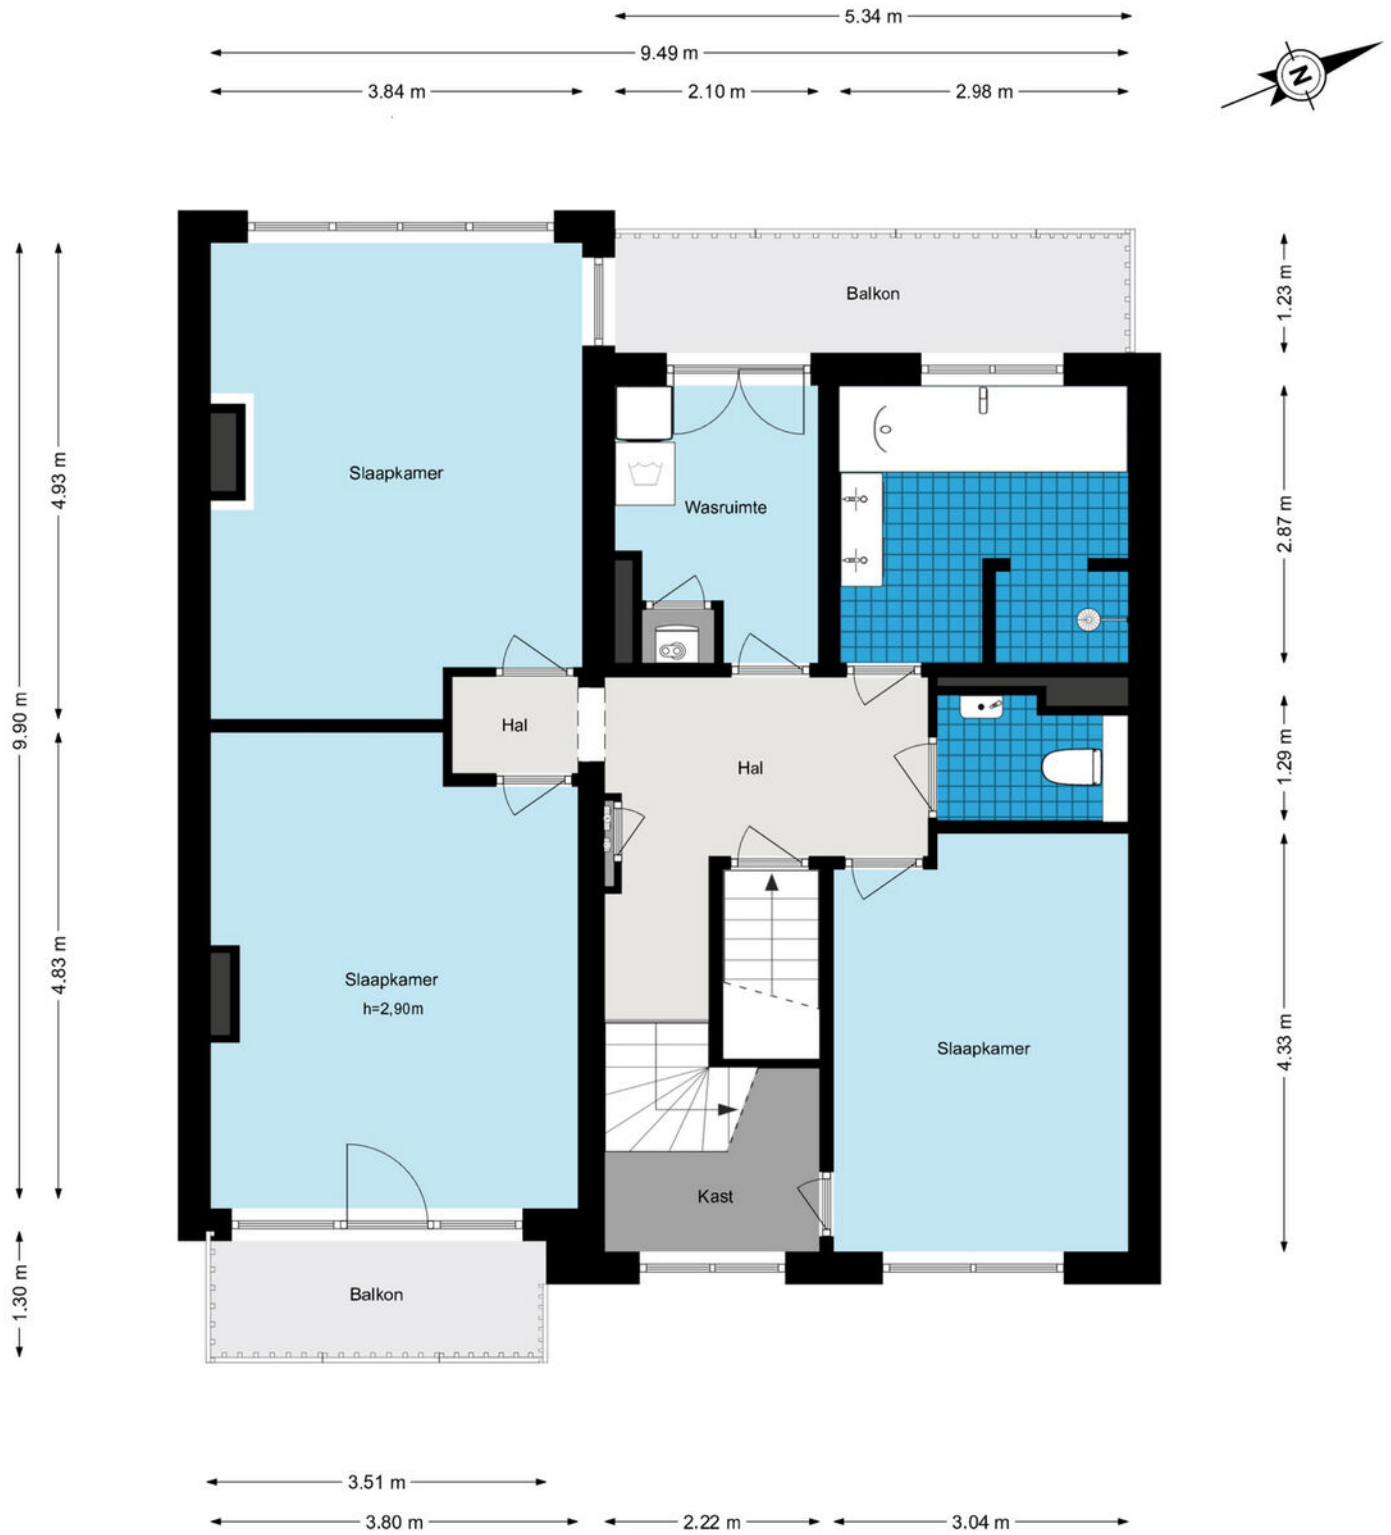 5.34 m
9.49 m
3.84 m
2.10 m
2.98 m
N
Balkon
1.23 m
4.93 m
Slaapkamer
Wasruimte
2.87 m
9.90 m
Hal
Hal
1.29 m
4.83 m
Slaapkamer
h=2,90m
Slaapkamer
4.33 m
Kast
1.30 m
Balkon
3.51 m
3.80 m
2.22 m
3.04 m